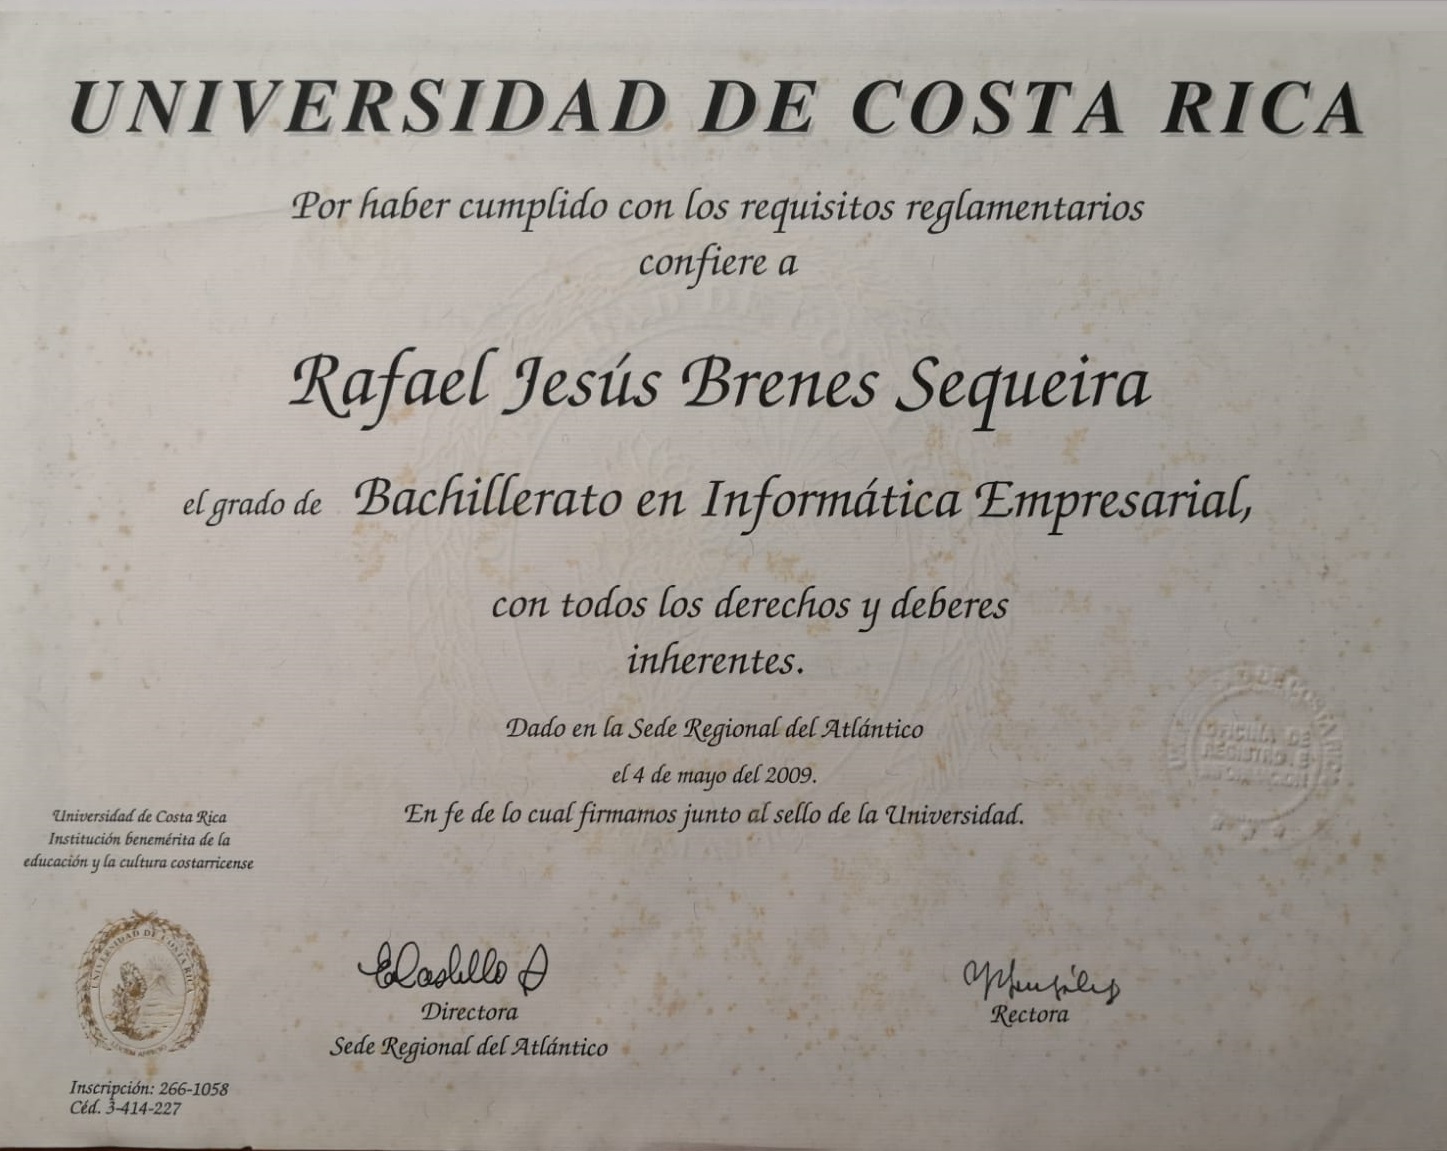 UNIVERSIDAD DE COSTA RICA
Por haber cumplido con los requisitos reglamentarios
confiere a
Rafael Jesús Brenes Sequeira
el grado de Bachillerato en Informática Empresarial,
con todos los derechos y deberes
inherentes.
Dado en la Sede Regional del Atlántico
el 4 de mayo del 2009.
En fe de lo cual firmamos junto al sello de la Universidad.
Universidad de Costa Rica
Institución benemérita de la
educación y la cultura costarricense
OFICINA DE
REGISTRO E
UNIVERSIDAD DE COSTA RICA
Directora
Sede Regional del Atlántico
Rectora
Inscripción: 266-1058
Céd. 3-414-227